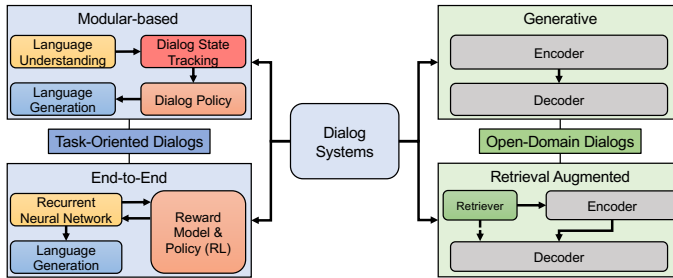 Modular-based
Language
Understanding
Dialog State
Tracking
Language
Generation
Dialog Policy
Task-Oriented Dialogs
End-to-End
Recurrent
Neural Network
Reward
Model &
Policy (RL)
Language
Generation
Dialog
Systems
Generative
Encoder
Decoder
Open-Domain Dialogs
Retrieval Augmented
Retriever
Encoder
Decoder